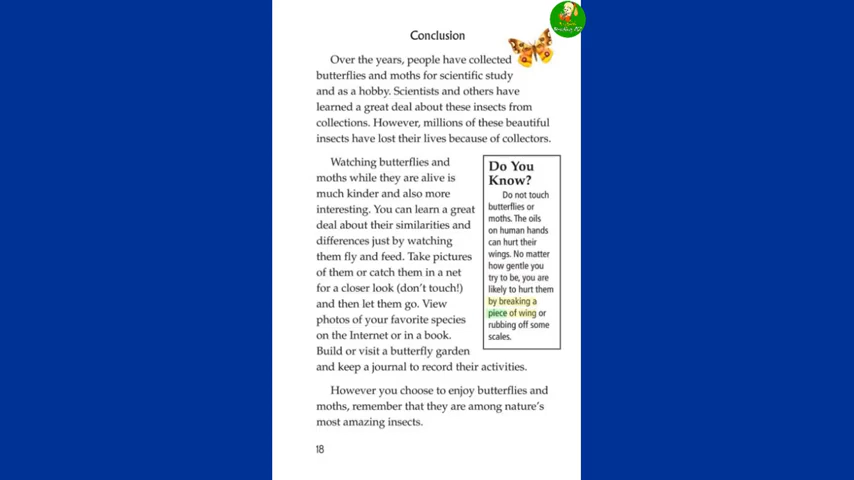 Conclusion
Over the years, people have collected
butterflies and moths for scientific study
and as a hobby. Scientists and others have
learned a great deal about these insects from
collections. However, millions of these beautiful
insects have lost their lives because of collectors.
Watching butterflies and
moths while they are alive is
much kinder and also more
interesting. You can learn a great
deal about their similarities and
differences just by watching
them fly and feed. Take pictures
of them or catch them in a net
for a closer look (don't touch!)
and then let them go. View
photos of your favorite species
on the Internet or in a book.
Build or visit a butterfly garden
and keep a journal to record their activities.
Do You
Know?
Do not touch
butterflies or
moths. The oils
on human hands
can hurt their
wings. No matter
how gentle you
try to be, you are
likely to hurt them
by breaking a
piece of wing or
rubbing off some
scales.
However you choose to enjoy butterflies and
moths, remember that they are among nature's
most amazing insects.
18